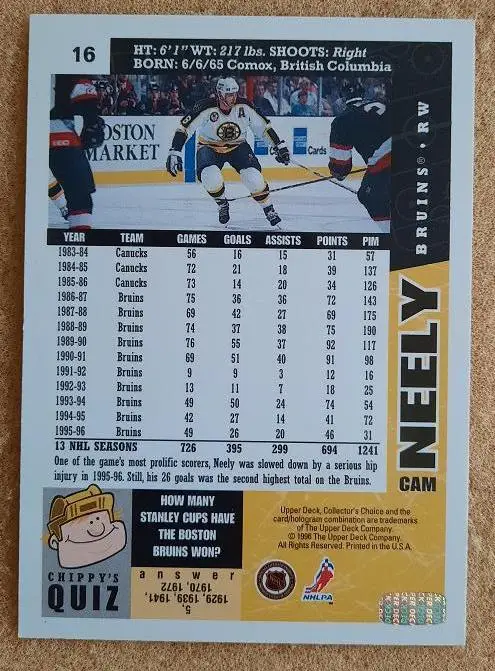 16
HT: 6'1" WT: 217 lbs. SHOOTS: Right
BORN: 6/6/65 Comox, British Columbia
BOSTON
MARKET
Cards
BRUINS® • RW
CAM NEELY
YEAR TEAM GAMES GOALS ASSISTS POINTS PIM
1983-84 Canucks 56 16 15 31 57
1984-85 Canucks 72 21 18 39 137
1985-86 Canucks 73 14 20 34 126
1986-87 Bruins 75 36 36 72 143
1987-88 Bruins 69 42 27 69 175
1988-89 Bruins 74 37 38 75 190
1989-90 Bruins 76 55 37 92 117
1990-91 Bruins 69 51 40 91 98
1991-92 Bruins 9 9 3 12 16
1992-93 Bruins 13 11 7 18 25
1993-94 Bruins 49 50 24 74 54
1994-95 Bruins 42 27 14 41 72
1995-96 Bruins 49 26 20 46 31
13 NHL SEASONS 726 395 299 694 1241
One of the game's most prolific scorers, Neely was slowed down by a serious hip
injury in 1995-96. Still, his 26 goals was the second highest total on the Bruins.
HOW MANY
STANLEY CUPS HAVE
THE BOSTON
BRUINS WON?
CHIPPY'S
QUIZ
answer
5, 
1929, 1939, 1941,
1970, 1972
Upper Deck, Collector's Choice and the
card/hologram combination are trademarks
of The Upper Deck Company.
© 1996 The Upper Deck Company.
All Rights Reserved. Printed in the U.S.A.
NHL
NHLPA